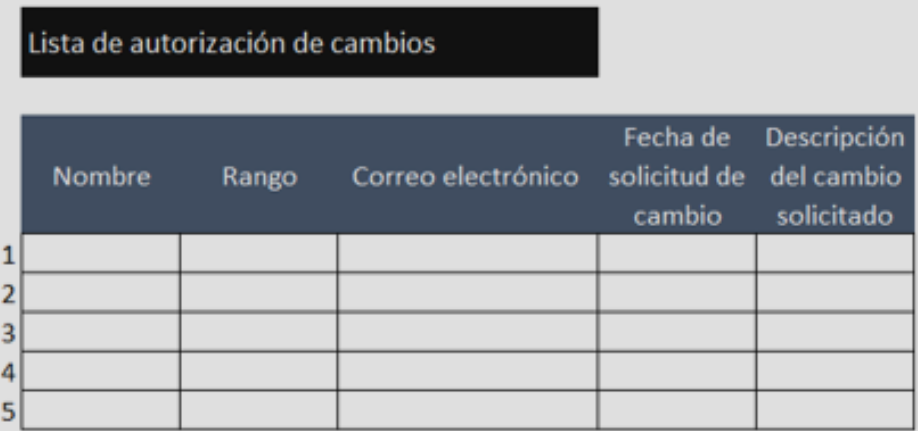 Lista de autorización de cambios
Fecha de Descripción
Nombre Rango Correo electrónico solicitud de del cambio
cambio solicitado
1
2
3
4
5